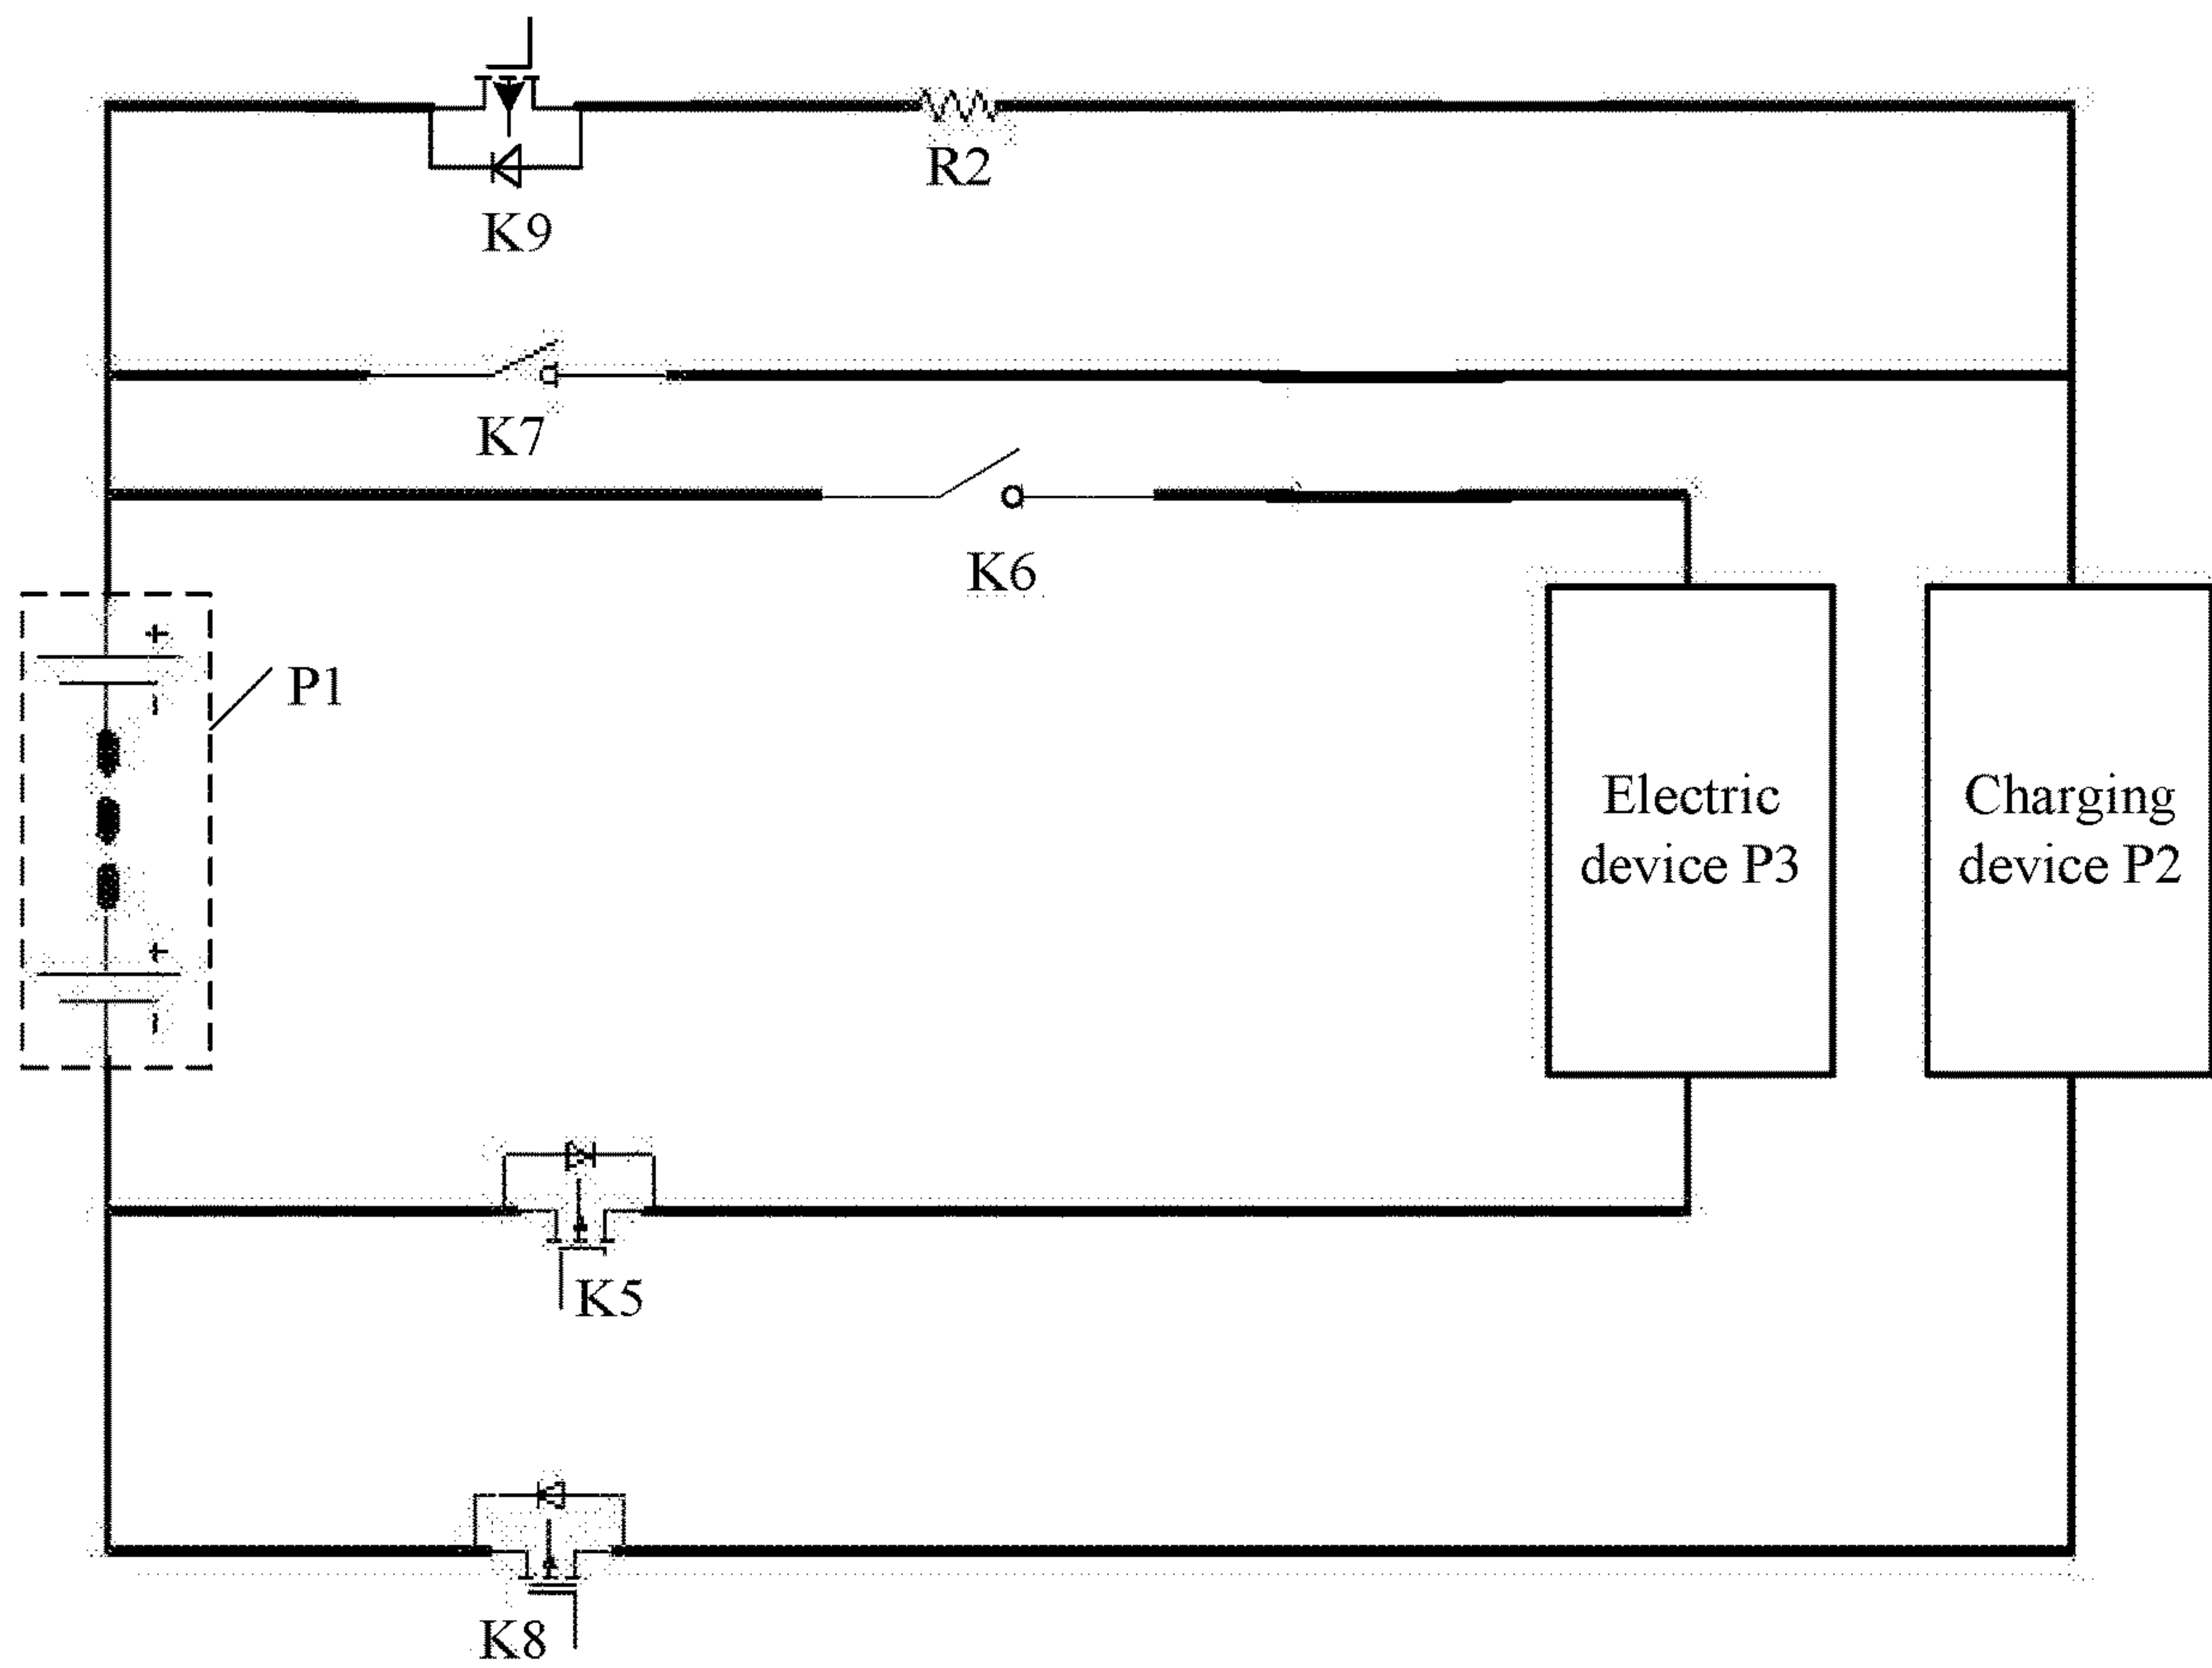 R2
K9
K7
K6
+
-
P1
Electric
device P3
Charging
device P2
+
-
K5
K8